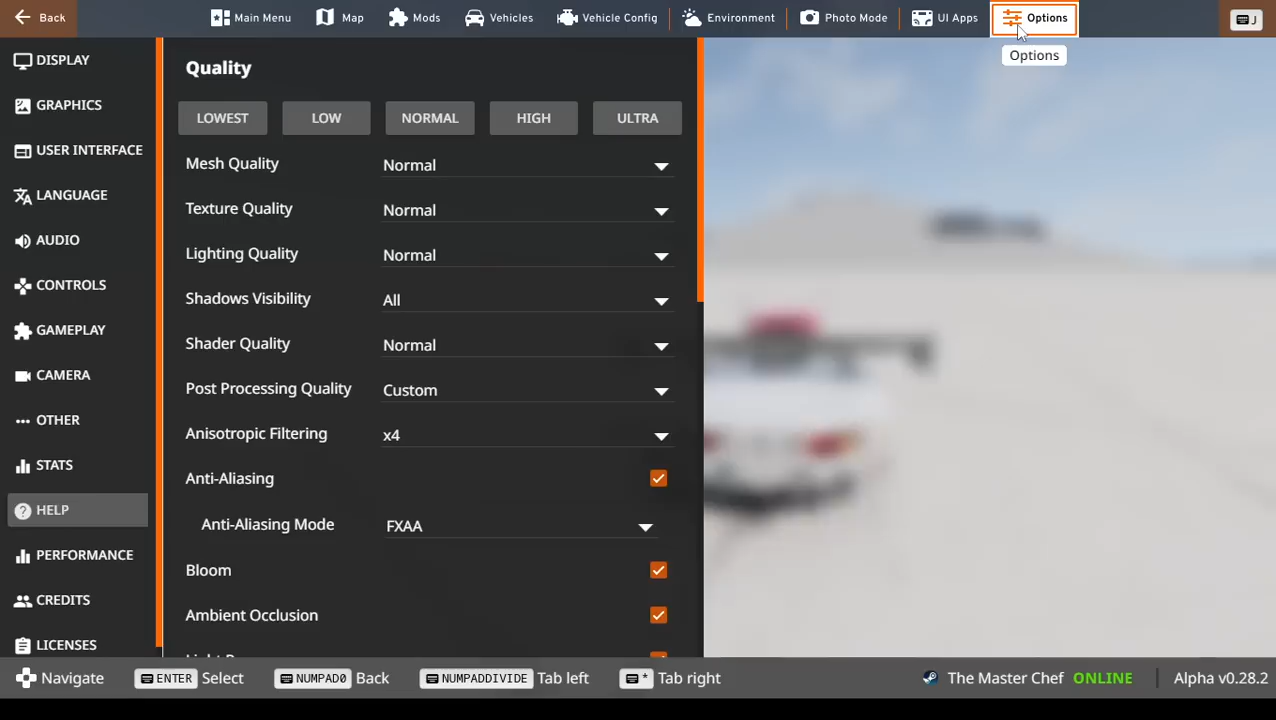 Back
Main Menu
Map
Mods
Vehicles
Vehicle Config
Environment
Photo Mode
UI Apps
Options
J
Options
DISPLAY
GRAPHICS
USER INTERFACE
LANGUAGE
AUDIO
CONTROLS
GAMEPLAY
CAMERA
OTHER
STATS
HELP
PERFORMANCE
CREDITS
LICENSES
Quality
LOWEST LOW NORMAL HIGH ULTRA
Mesh Quality Normal
Texture Quality Normal
Lighting Quality Normal
Shadows Visibility All
Shader Quality Normal
Post Processing Quality Custom
Anisotropic Filtering x4
Anti-Aliasing
Anti-Aliasing Mode FXAA
Bloom
Ambient Occlusion
Navigate ENTER Select NUMPAD0 Back NUMPADDIVIDE Tab left * Tab right The Master Chef ONLINE Alpha v0.28.2